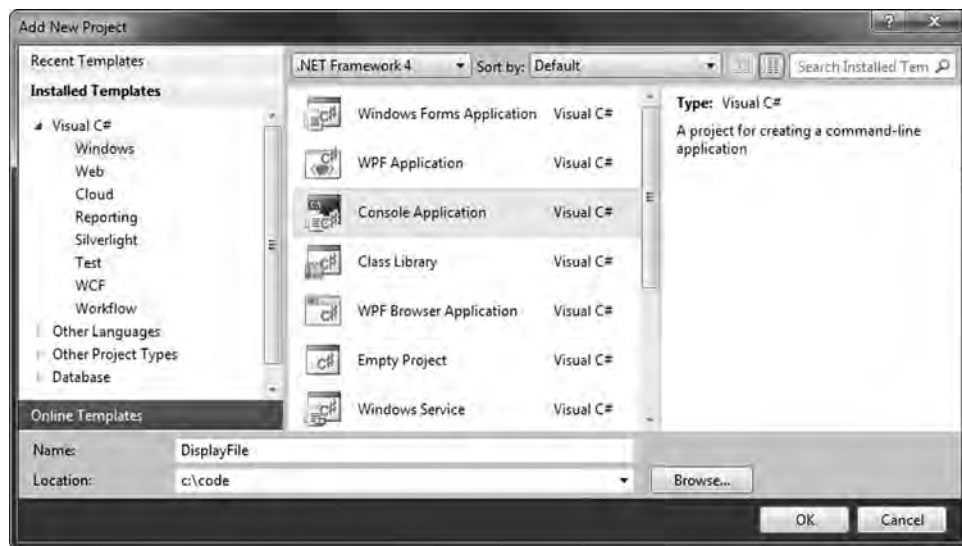 Add New Project
Recent Templates
Installed Templates
Visual C#
Windows
Web
Cloud
Reporting
Silverlight
Test
WCF
Workflow
Other Languages
Other Project Types
Database
Online Templates
.NET Framework 4
Sort by: Default
Search Installed Tem
Windows Forms Application Visual C#
WPF Application Visual C#
Console Application Visual C#
Class Library Visual C#
WPF Browser Application Visual C#
Empty Project Visual C#
Windows Service Visual C#
Type: Visual C#
A project for creating a command-line
application
Name: DisplayFile
Location: c:\code
Browse...
OK Cancel